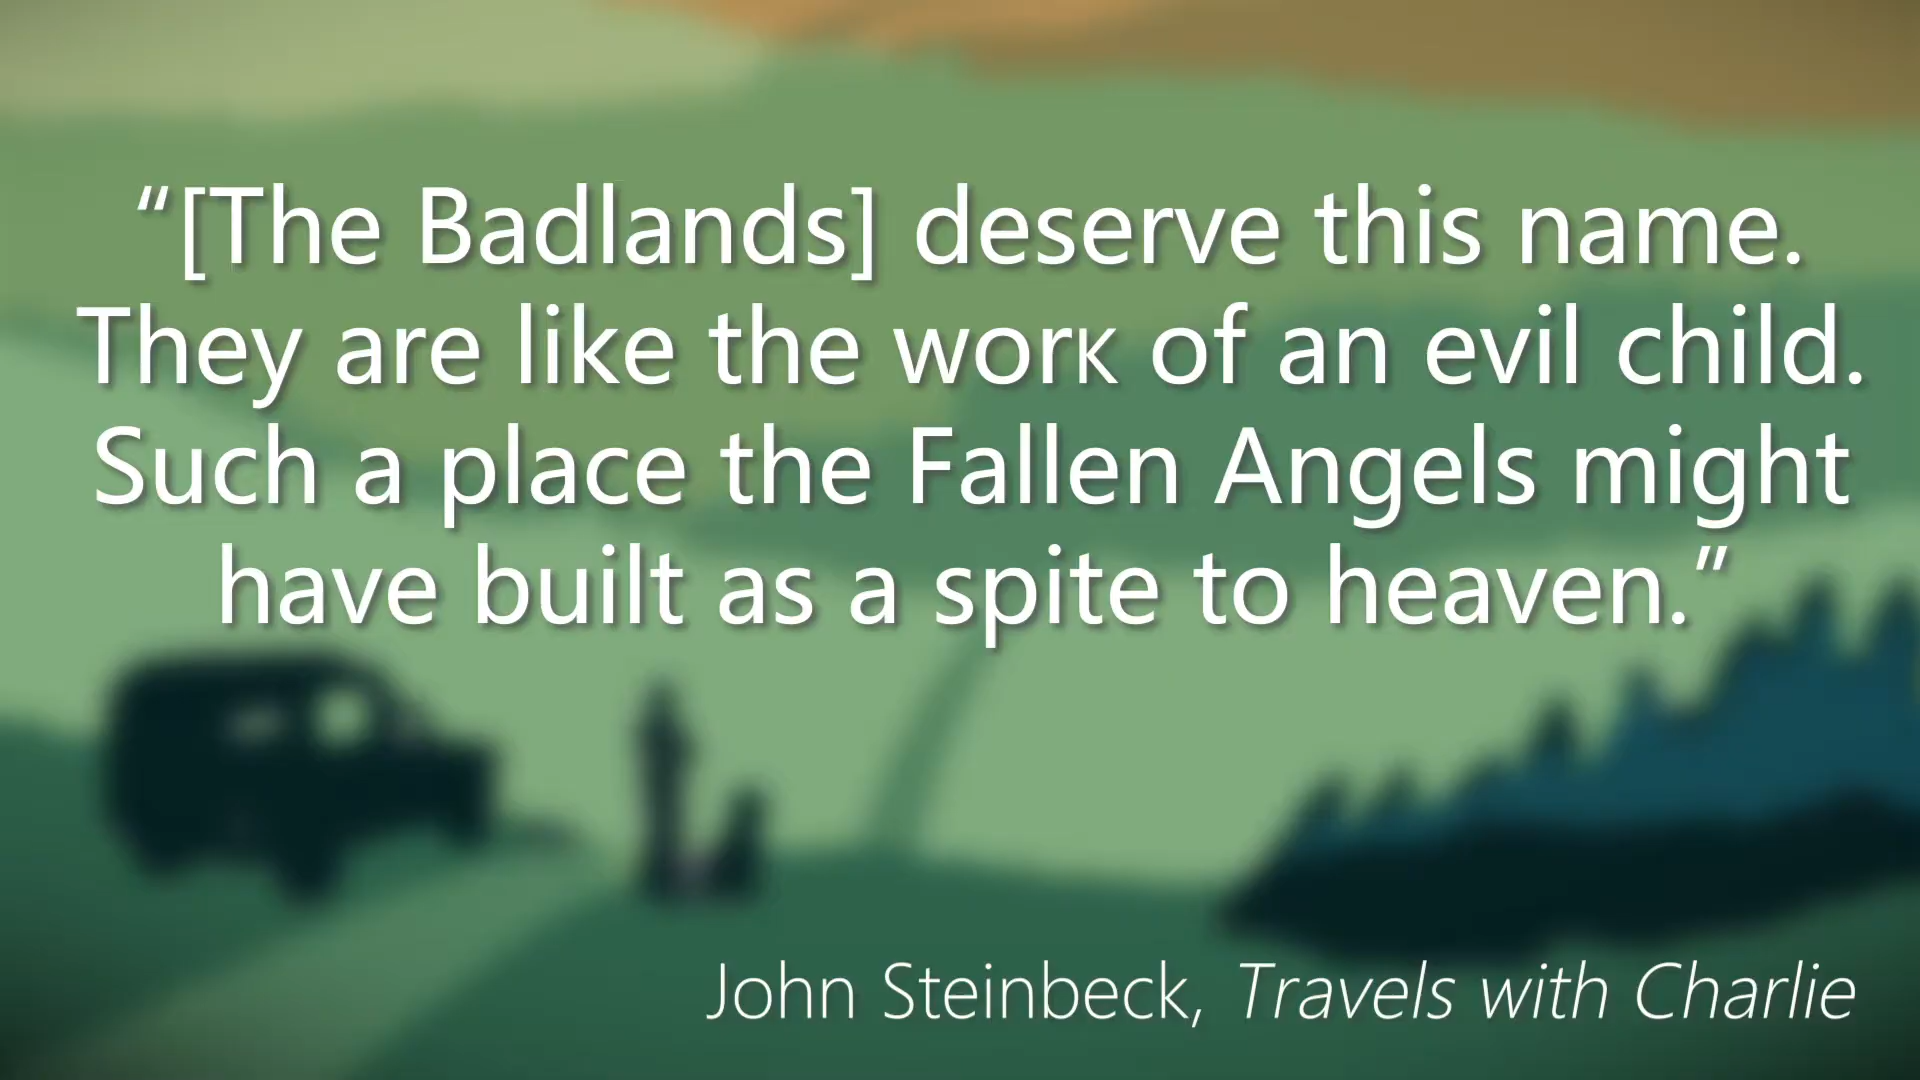 “[The Badlands] deserve this name.
They are like the worк of an evil child.
Such a place the Fallen Angels might
have built as a spite to heaven.”
John Steinbeck, Travels with Charlie